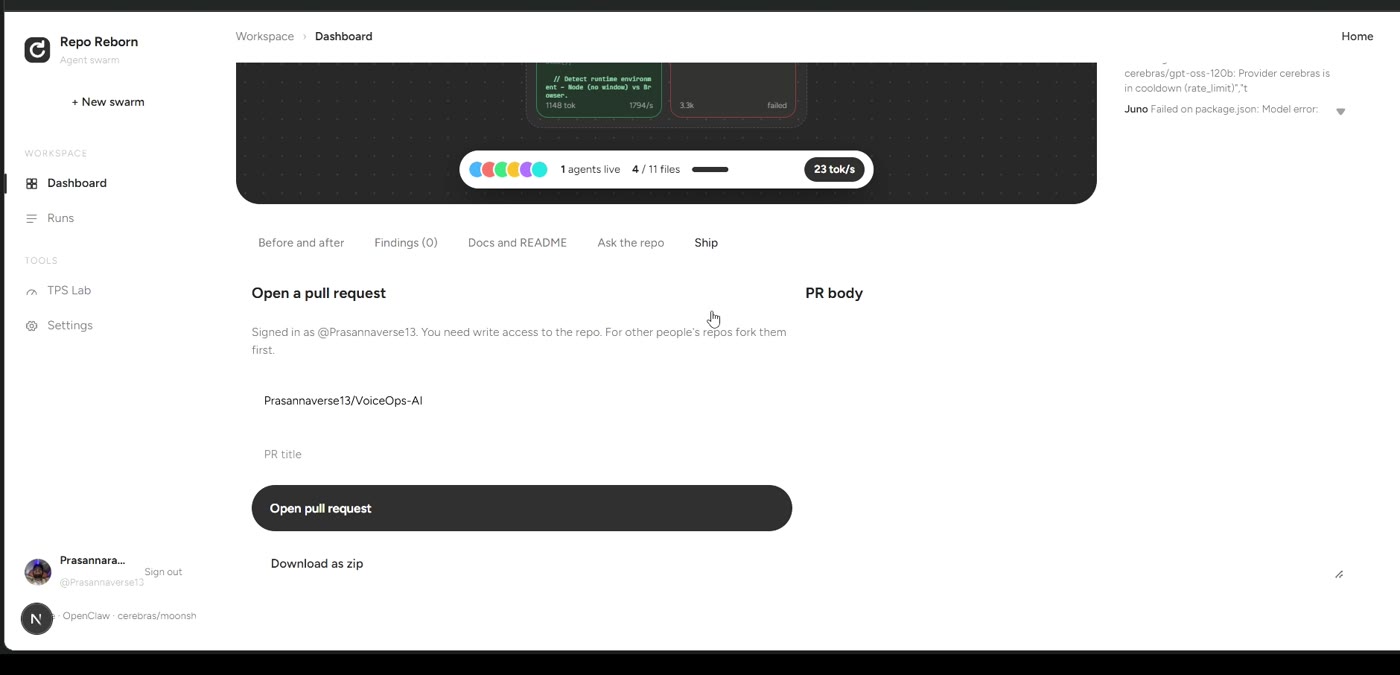 Repo Reborn
Agent swarm
+ New swarm
WORKSPACE
Dashboard
Runs
TOOLS
TPS Lab
Settings
Prasannara...
@Prasannaverse13
Sign out
N
· OpenClaw · cerebras/moonsh
Workspace › Dashboard
Home
// Detect runtime environm
ent — Node (no window) vs Br
owser.
1148 tok 1794/s
3.3k failed
1 agents live 4 / 11 files
23 tok/s
cerebras/gpt-oss-120b: Provider cerebras is
in cooldown (rate_limit)","t
Juno Failed on package.json: Model error:
Before and after
Findings (0)
Docs and README
Ask the repo
Ship
Open a pull request
Signed in as @Prasannaverse13. You need write access to the repo. For other people's repos fork them
first.
Prasannaverse13/VoiceOps-AI
PR title
Open pull request
Download as zip
PR body